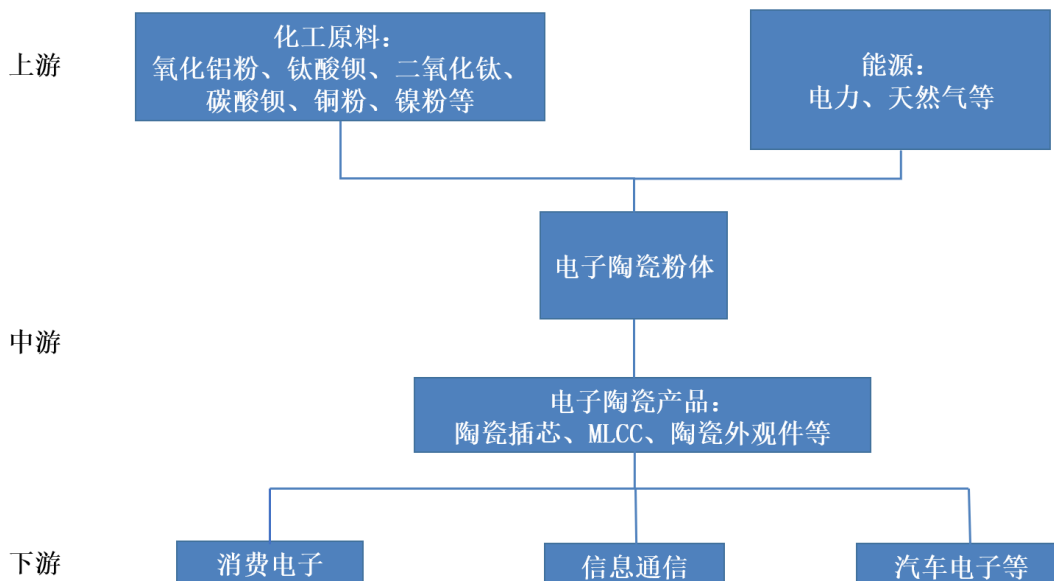 上游
化工原料：
氧化铝粉、钛酸钡、二氧化钛、
碳酸钡、铜粉、镍粉等
能源：
电力、天然气等
电子陶瓷粉体
中游
电子陶瓷产品：
陶瓷插芯、MLCC、陶瓷外观件等
下游
消费电子
信息通信
汽车电子等